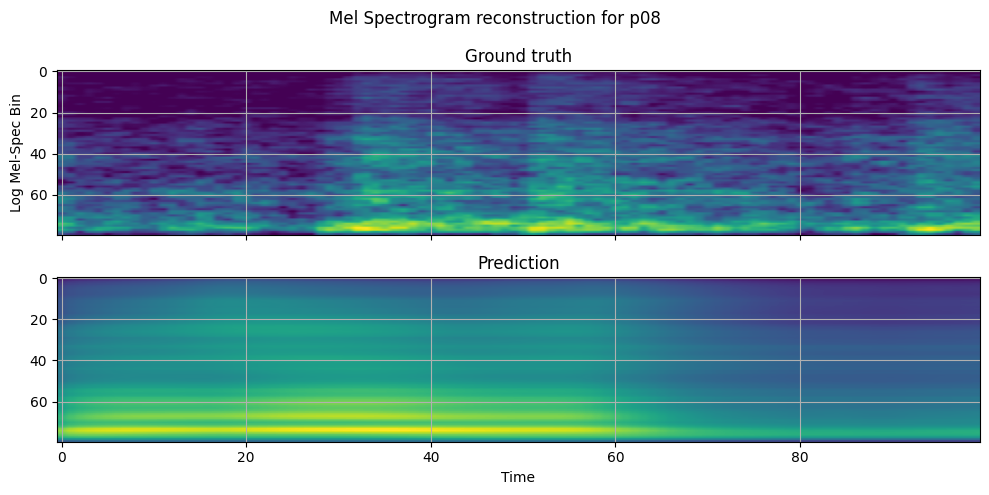 Mel Spectrogram reconstruction for p08
Ground truth
0
20
40
60
Log Mel-Spec Bin
Prediction
0
20
40
60
0 20 40 60 80
Time